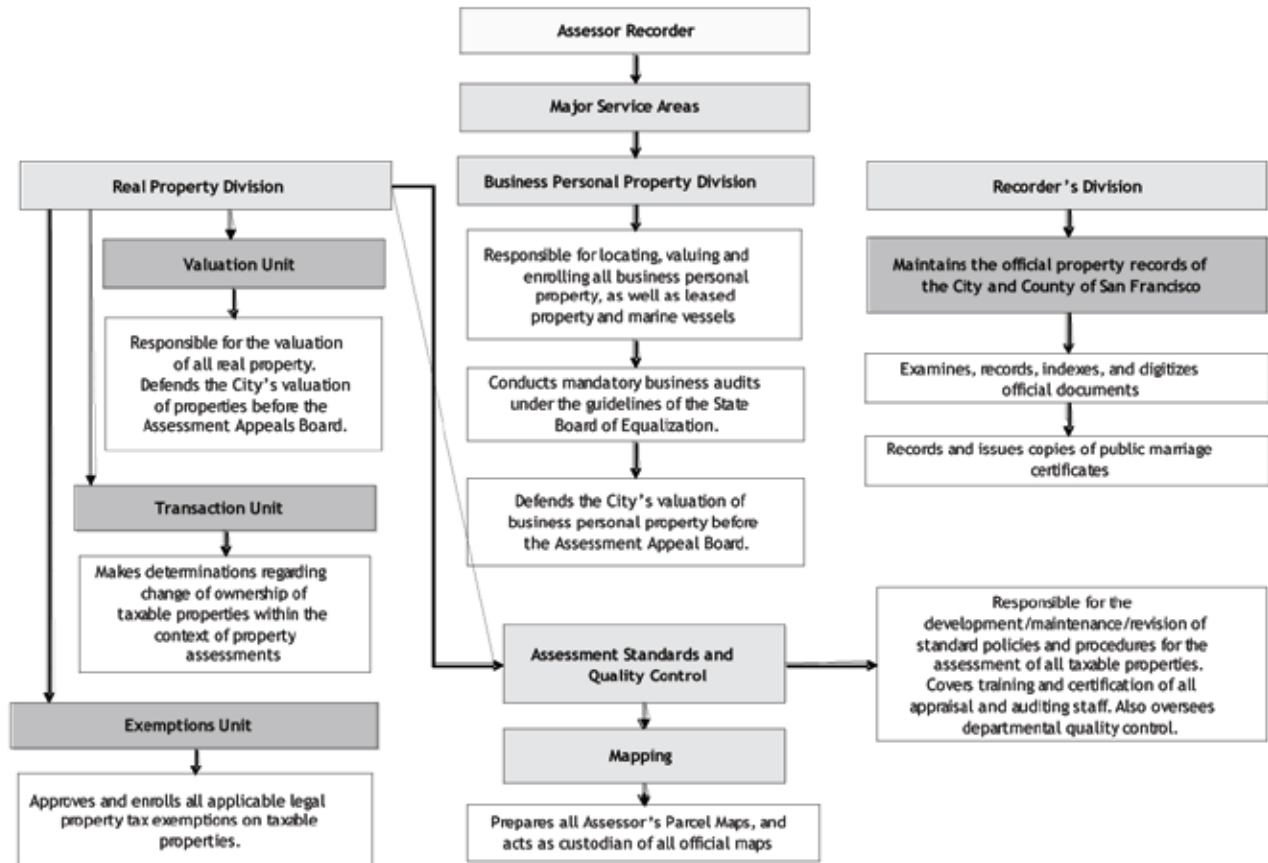 Assessor Recorder
Major Service Areas
Real Property Division
Business Personal Property Division
Recorder's Division
Valuation Unit
Responsible for the valuation
of all real property.
Defends the City's valuation
of properties before the
Assessment Appeals Board.
Transaction Unit
Makes determinations regarding
change of ownership of
taxable properties within the
context of property
assessments
Exemptions Unit
Approves and enrolls all applicable legal
property tax exemptions on taxable
properties.
Responsible for locating, valuing and
enrolling all business personal
property, as well as leased
property and marine vessels
Conducts mandatory business audits
under the guidelines of the State
Board of Equalization.
Defends the City's valuation of
business personal property before
the Assessment Appeal Board.
Assessment Standards and
Quality Control
Mapping
Prepares all Assessor's Parcel Maps, and
acts as custodian of all official maps
Maintains the official property records of
the City and County of San Francisco
Examines, records, indexes, and digitizes
official documents
Records and issues copies of public marriage
certificates
Responsible for the
development/maintenance/revision of
standard policies and procedures for the
assessment of all taxable properties.
Covers training and certification of all
appraisal and auditing staff. Also oversees
departmental quality control.